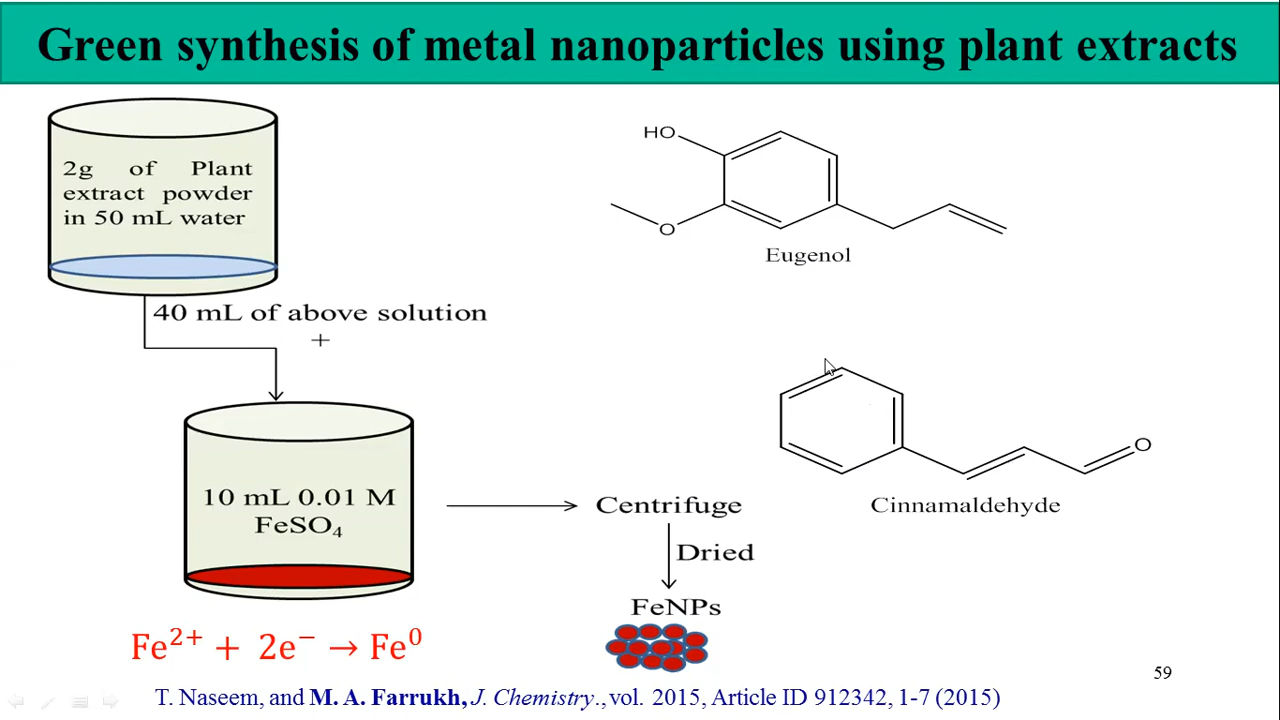 Green synthesis of metal nanoparticles using plant extracts
2g of Plant
extract powder
in 50 mL water
40 mL of above solution
+
10 mL 0.01 M
FeSO₄
Centrifuge
Dried
FeNPs
Fe²⁺ + 2e⁻ → Fe⁰
HO
O
Eugenol
O
Cinnamaldehyde
59
T. Naseem, and M. A. Farrukh, J. Chemistry., vol. 2015, Article ID 912342, 1-7 (2015)